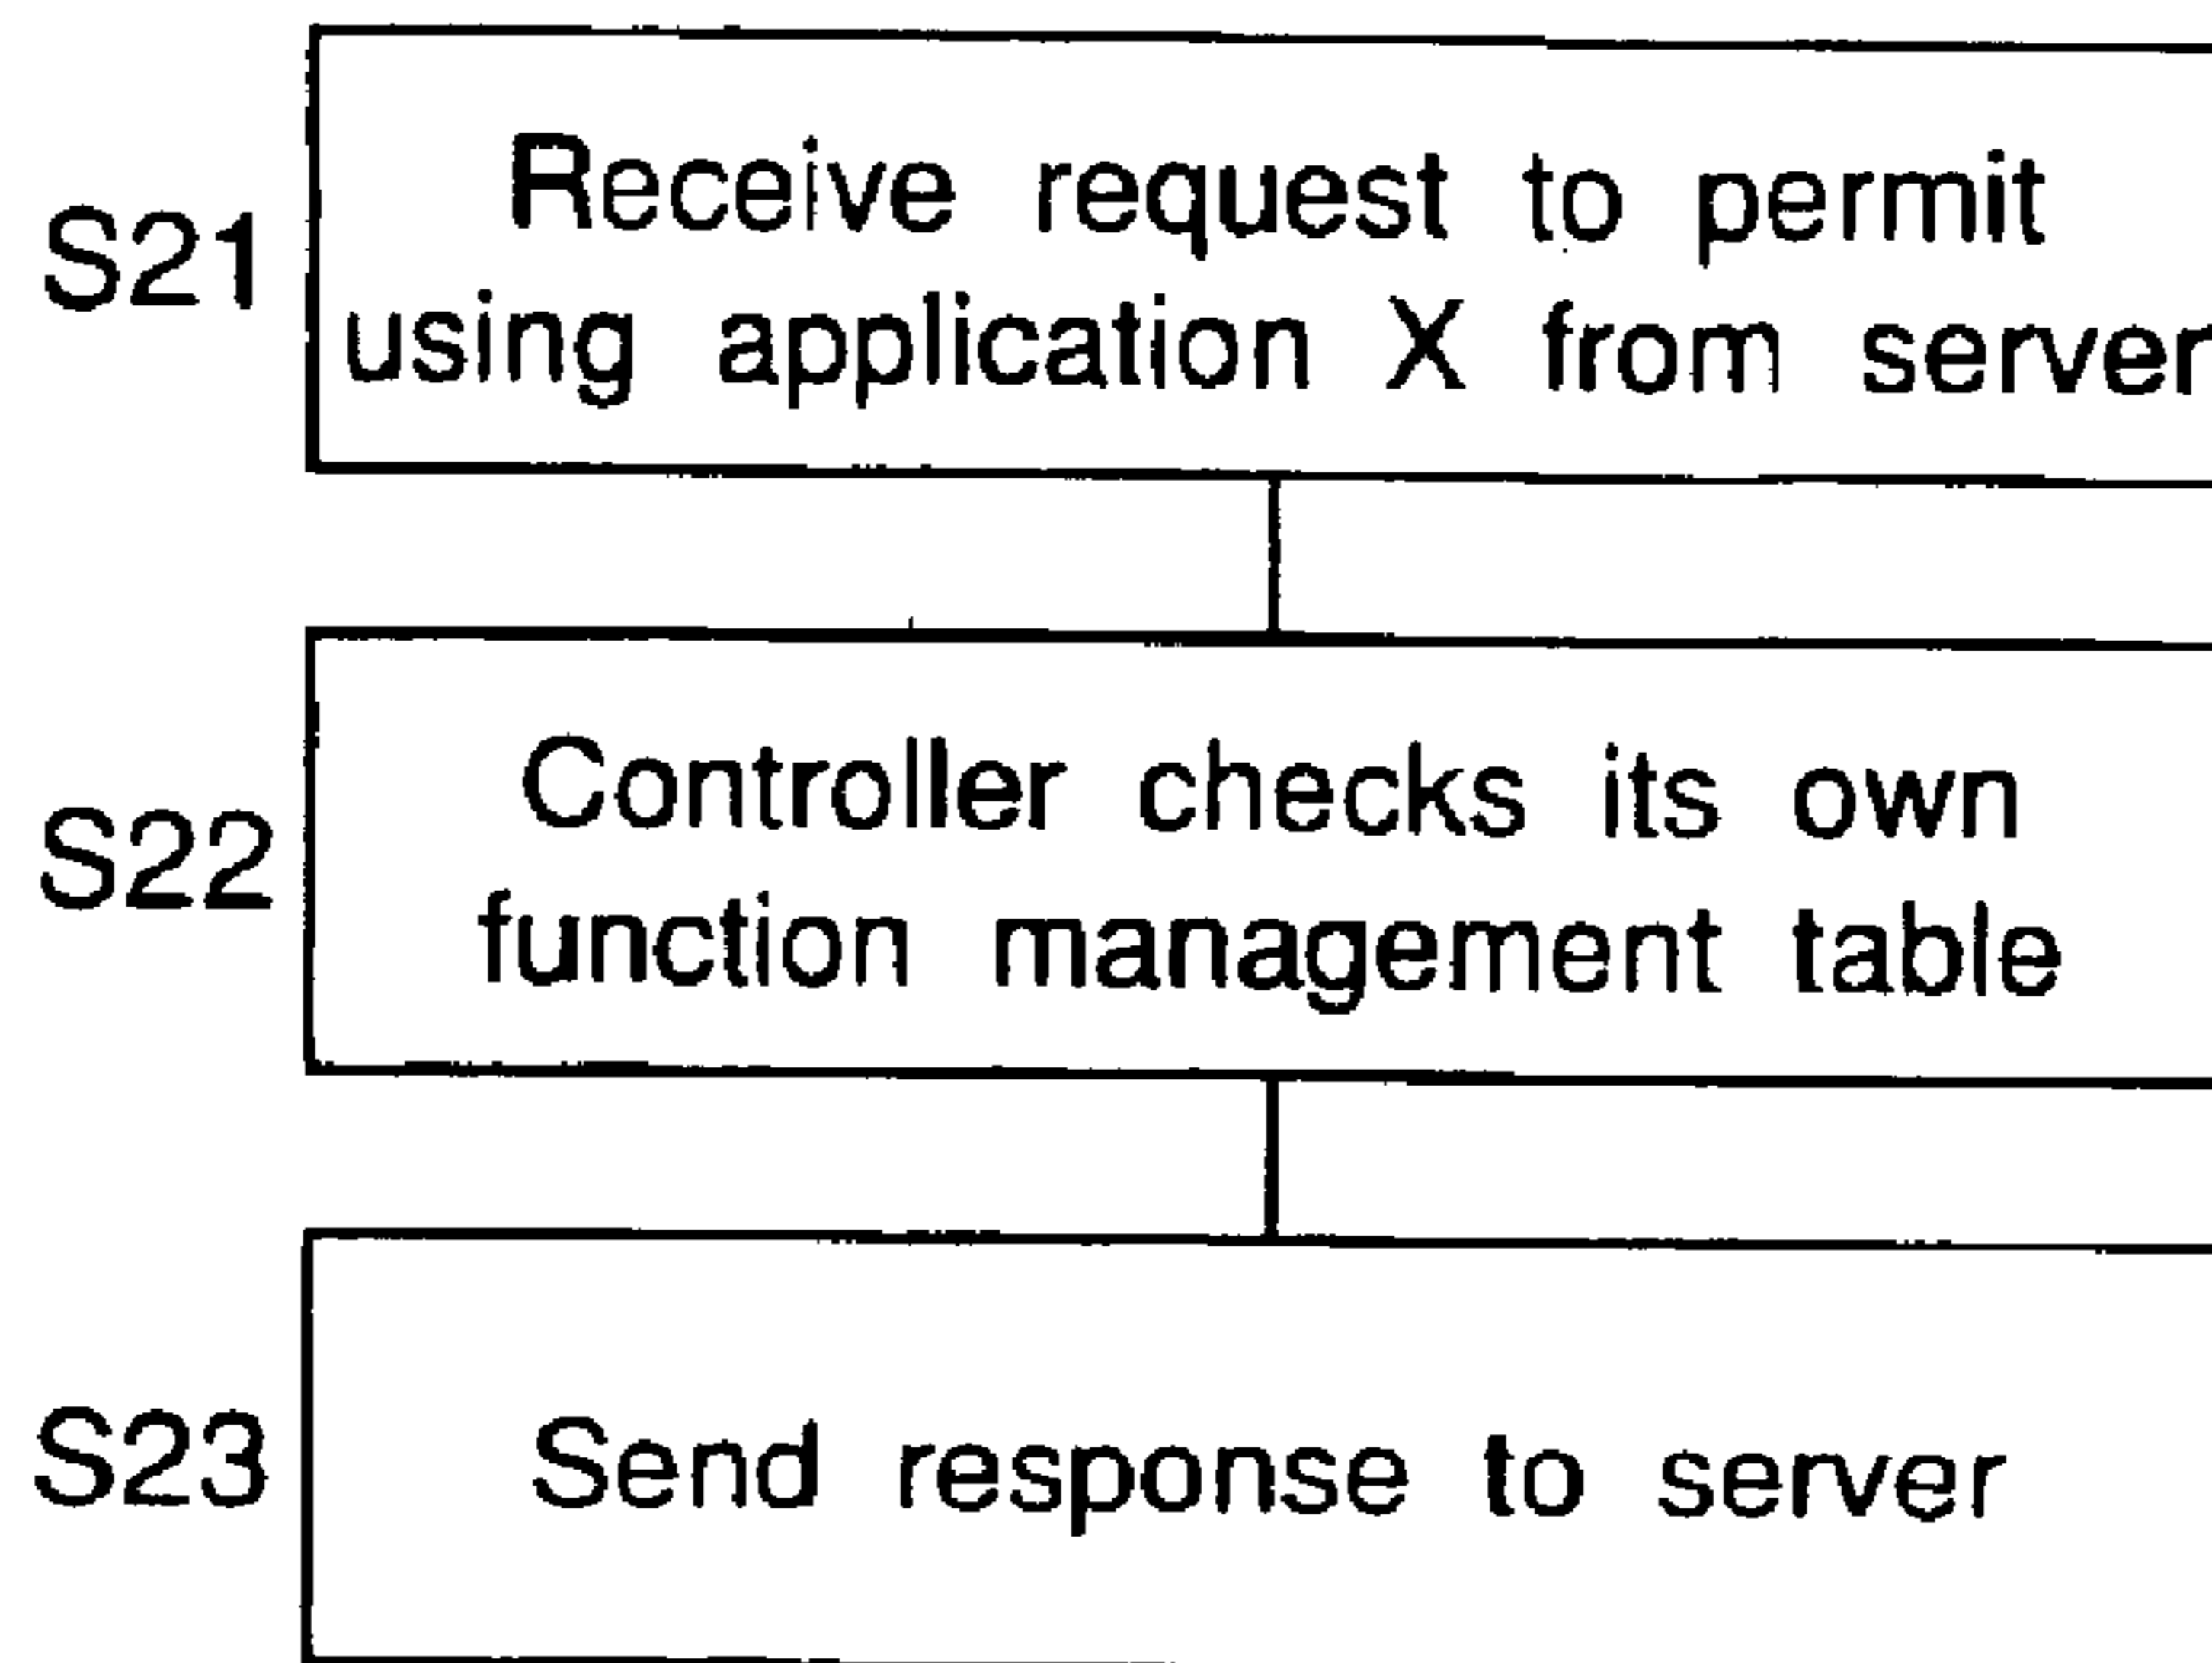 S21
Receive request to permit
using application X from server
S22
Controller checks its own
function management table
S23
Send response to server